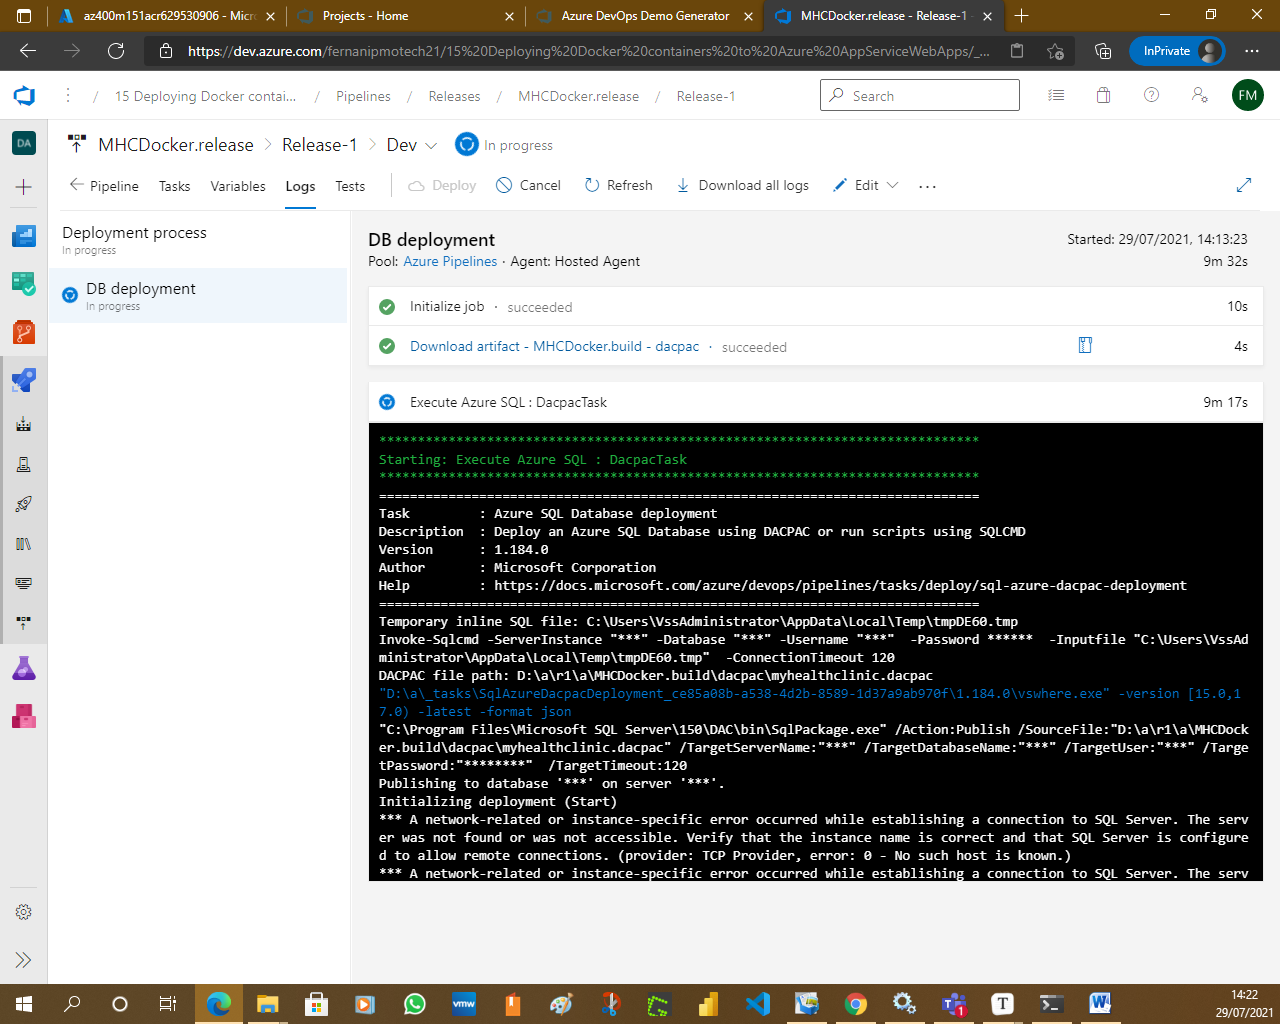 az400m151acr629530906 - Micr
Projects - Home
Azure DevOps Demo Generator
MHCDocker.release - Release-1 -
https://dev.azure.com/fernanipmotech21/15%20Deploying%20Docker%20containers%20to%20Azure%20AppServiceWebApps/_...
InPrivate
/ 15 Deploying Docker contai... / Pipelines / Releases / MHCDocker.release / Release-1
Search
FM
DA
MHCDocker.release > Release-1 > Dev
In progress
Pipeline Tasks Variables Logs Tests
Deploy Cancel Refresh Download all logs Edit ...
Deployment process
In progress
DB deployment
In progress
DB deployment
Started: 29/07/2021, 14:13:23
Pool: Azure Pipelines · Agent: Hosted Agent
9m 32s
Initialize job · succeeded
10s
Download artifact - MHCDocker.build - dacpac · succeeded
4s
Execute Azure SQL : DacpacTask
9m 17s
******************************************************************************
Starting: Execute Azure SQL : DacpacTask
******************************************************************************
==============================================================================
Task         : Azure SQL Database deployment
Description  : Deploy an Azure SQL Database using DACPAC or run scripts using SQLCMD
Version      : 1.184.0
Author       : Microsoft Corporation
Help         : https://docs.microsoft.com/azure/devops/pipelines/tasks/deploy/sql-azure-dacpac-deployment
==============================================================================
Temporary inline SQL file: C:\Users\VssAdministrator\AppData\Local\Temp\tmpDE60.tmp
Invoke-Sqlcmd -ServerInstance "***" -Database "***" -Username "***"  -Password ******  -Inputfile "C:\Users\VssAd
ministrator\AppData\Local\Temp\tmpDE60.tmp"  -ConnectionTimeout 120
DACPAC file path: D:\a\r1\a\MHCDocker.build\dacpac\myhealthclinic.dacpac
"D:\a\_tasks\SqlAzureDacpacDeployment_ce85a08b-a538-4d2b-8589-1d37a9ab970f\1.184.0\vswhere.exe" -version [15.0,1
7.0) -latest -format json
"C:\Program Files\Microsoft SQL Server\150\DAC\bin\SqlPackage.exe" /Action:Publish /SourceFile:"D:\a\r1\a\MHCDock
er.build\dacpac\myhealthclinic.dacpac" /TargetServerName:"***" /TargetDatabaseName:"***" /TargetUser:"***" /Targe
tPassword:"********"  /TargetTimeout:120
Publishing to database '***' on server '***'.
Initializing deployment (Start)
*** A network-related or instance-specific error occurred while establishing a connection to SQL Server. The serv
er was not found or was not accessible. Verify that the instance name is correct and that SQL Server is configure
d to allow remote connections. (provider: TCP Provider, error: 0 - No such host is known.)
*** A network-related or instance-specific error occurred while establishing a connection to SQL Server. The serv
vmw
1
T
14:22
29/07/2021